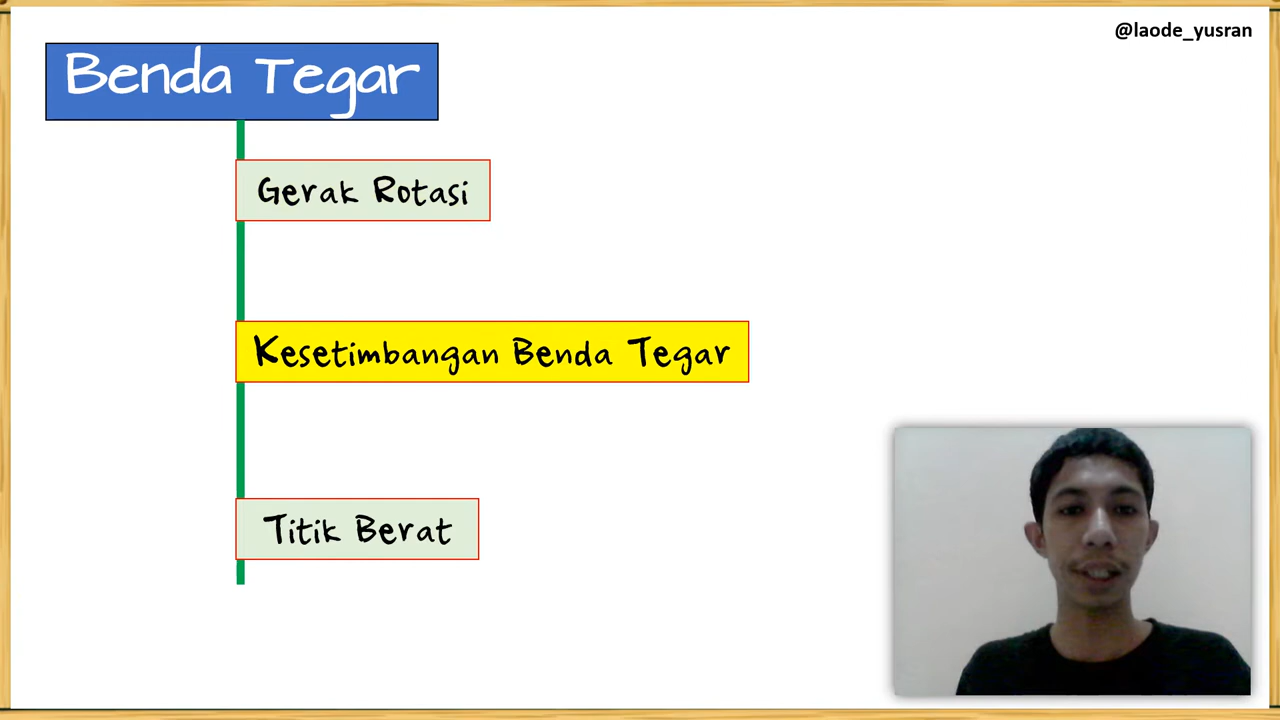 @laode_yusran
Benda Tegar
Gerak Rotasi
Kesetimbangan Benda Tegar
Titik Berat